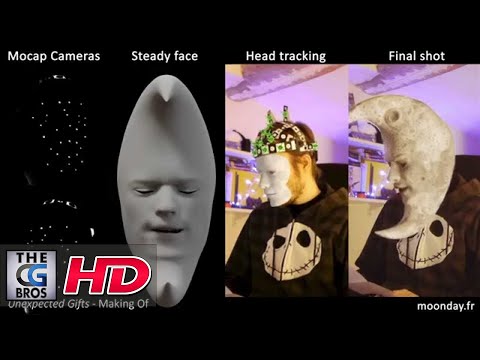 Mocap Cameras
Steady face
Head tracking
Final shot
THE
CG
BROS
HD
Unexpected Gifts - Making Of
moonday.fr